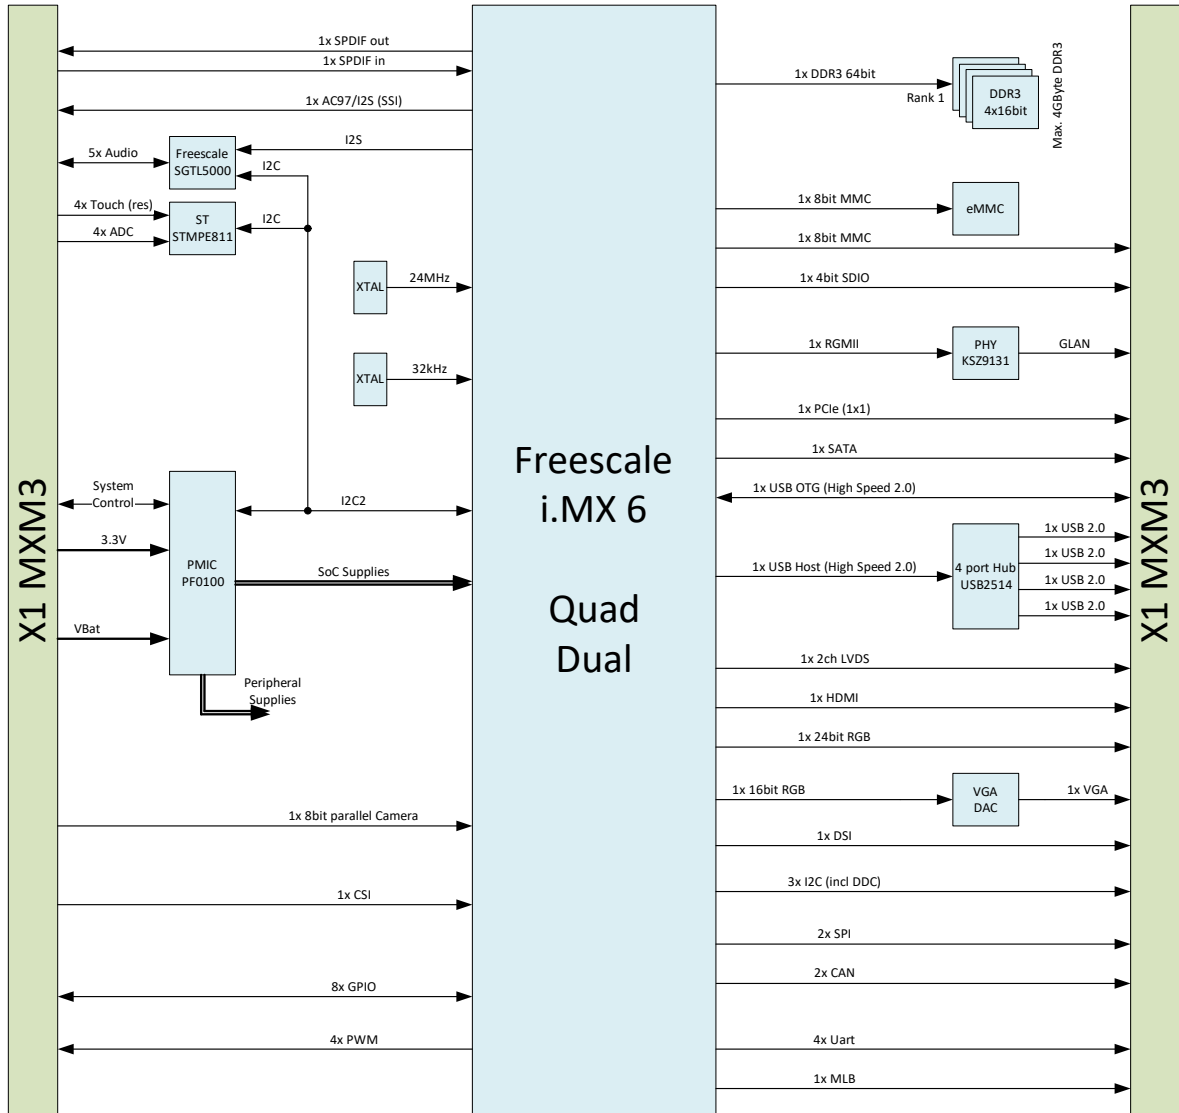 1x SPDIF out
1x SPDIF in
1x AC97/I2S (SSI)
I2S
5x Audio
Freescale
SGTL5000
I2C
4x Touch (res)
ST
STMPE811
I2C
4x ADC
XTAL
24MHz
XTAL
32kHz
X1 MXM3
System
Control
I2C2
3.3V
PMIC
PF0100
SoC Supplies
VBat
Peripheral
Supplies
1x 8bit parallel Camera
1x CSI
8x GPIO
4x PWM
Freescale
i.MX 6
Quad
Dual
1x DDR3 64bit
Rank 1
DDR3
4x16bit
Max. 4GByte DDR3
1x 8bit MMC
eMMC
1x 8bit MMC
1x 4bit SDIO
1x RGMII
PHY
KSZ9131
GLAN
1x PCIe (1x1)
1x SATA
1x USB OTG (High Speed 2.0)
1x USB Host (High Speed 2.0)
4 port Hub
USB2514
1x USB 2.0
1x USB 2.0
1x USB 2.0
1x USB 2.0
1x 2ch LVDS
1x HDMI
1x 24bit RGB
1x 16bit RGB
VGA
DAC
1x VGA
1x DSI
3x I2C (incl DDC)
2x SPI
2x CAN
4x Uart
1x MLB
X1 MXM3